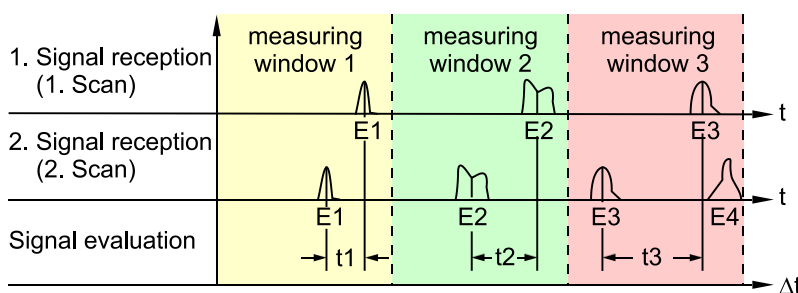 measuring window 1
measuring window 2
measuring window 3
1. Signal reception
(1. Scan)
E1
E2
E3
t
2. Signal reception
(2. Scan)
E1
E2
E3
E4
t
Signal evaluation
t1
t2
t3
Δt